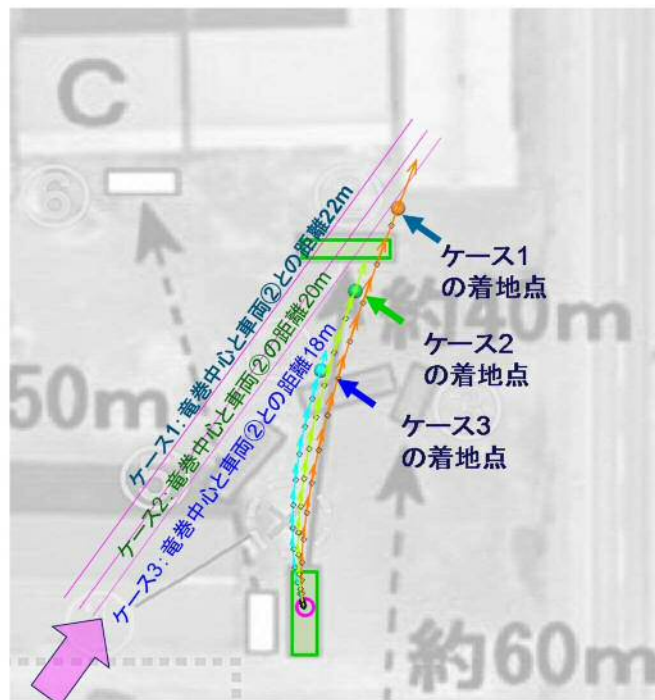 C
⑥
ケース1: 竜巻中心と車両②との距離22m
ケース2: 竜巻中心と車両②の距離20m
ケース3: 竜巻中心と車両②との距離18m
ケース1
の着地点
約40m
ケース2
の着地点
50m
ケース3
の着地点
約60m